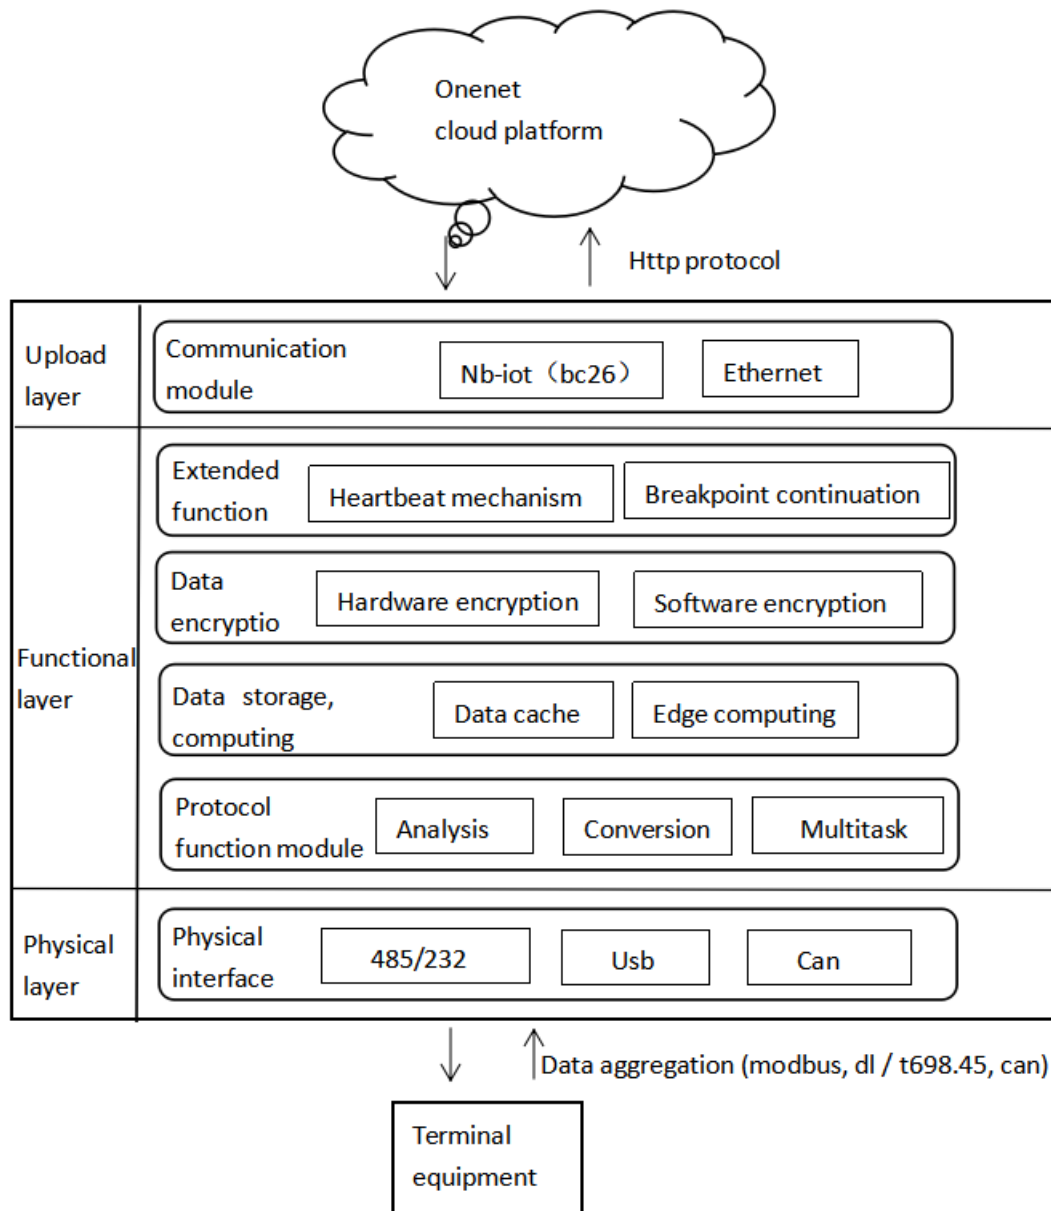 Onenet
cloud platform
Http protocol
Upload
layer
Communication
module
Nb-iot（bc26）
Ethernet
Functional
layer
Extended
function
Heartbeat mechanism
Breakpoint continuation
Data
encryptio
Hardware encryption
Software encryption
Data storage,
computing
Data cache
Edge computing
Protocol
function module
Analysis
Conversion
Multitask
Physical
layer
Physical
interface
485/232
Usb
Can
Data aggregation (modbus, dl / t698.45, can)
Terminal
equipment